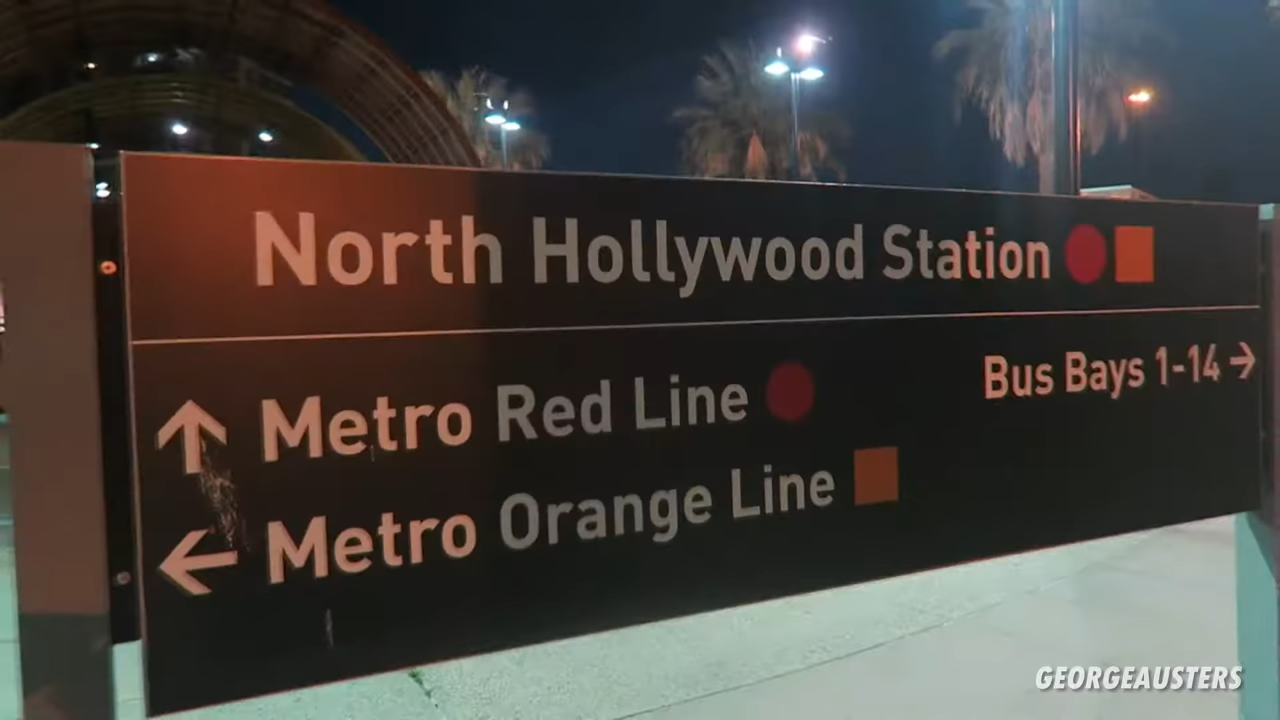 North Hollywood Station
↑ Metro Red Line
Bus Bays 1-14 →
← Metro Orange Line
GEORGEAUSTERS